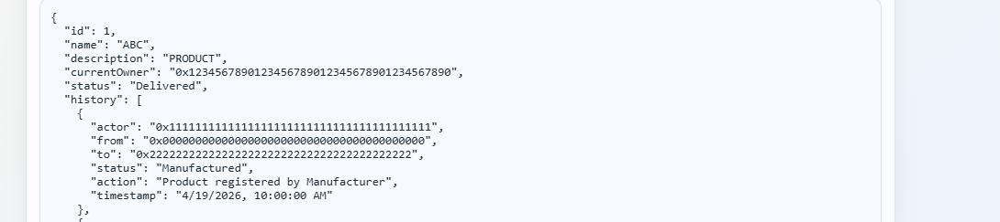 {
"id": 1,
"name": "ABC",
"description": "PRODUCT",
"currentOwner": "0x1234567890123456789012345678901234567890",
"status": "Delivered",
"history": [
{
"actor": "0x1111111111111111111111111111111111111111",
"from": "0x0000000000000000000000000000000000000000",
"to": "0x2222222222222222222222222222222222222222",
"status": "Manufactured",
"action": "Product registered by Manufacturer",
"timestamp": "4/19/2026, 10:00:00 AM"
},
{